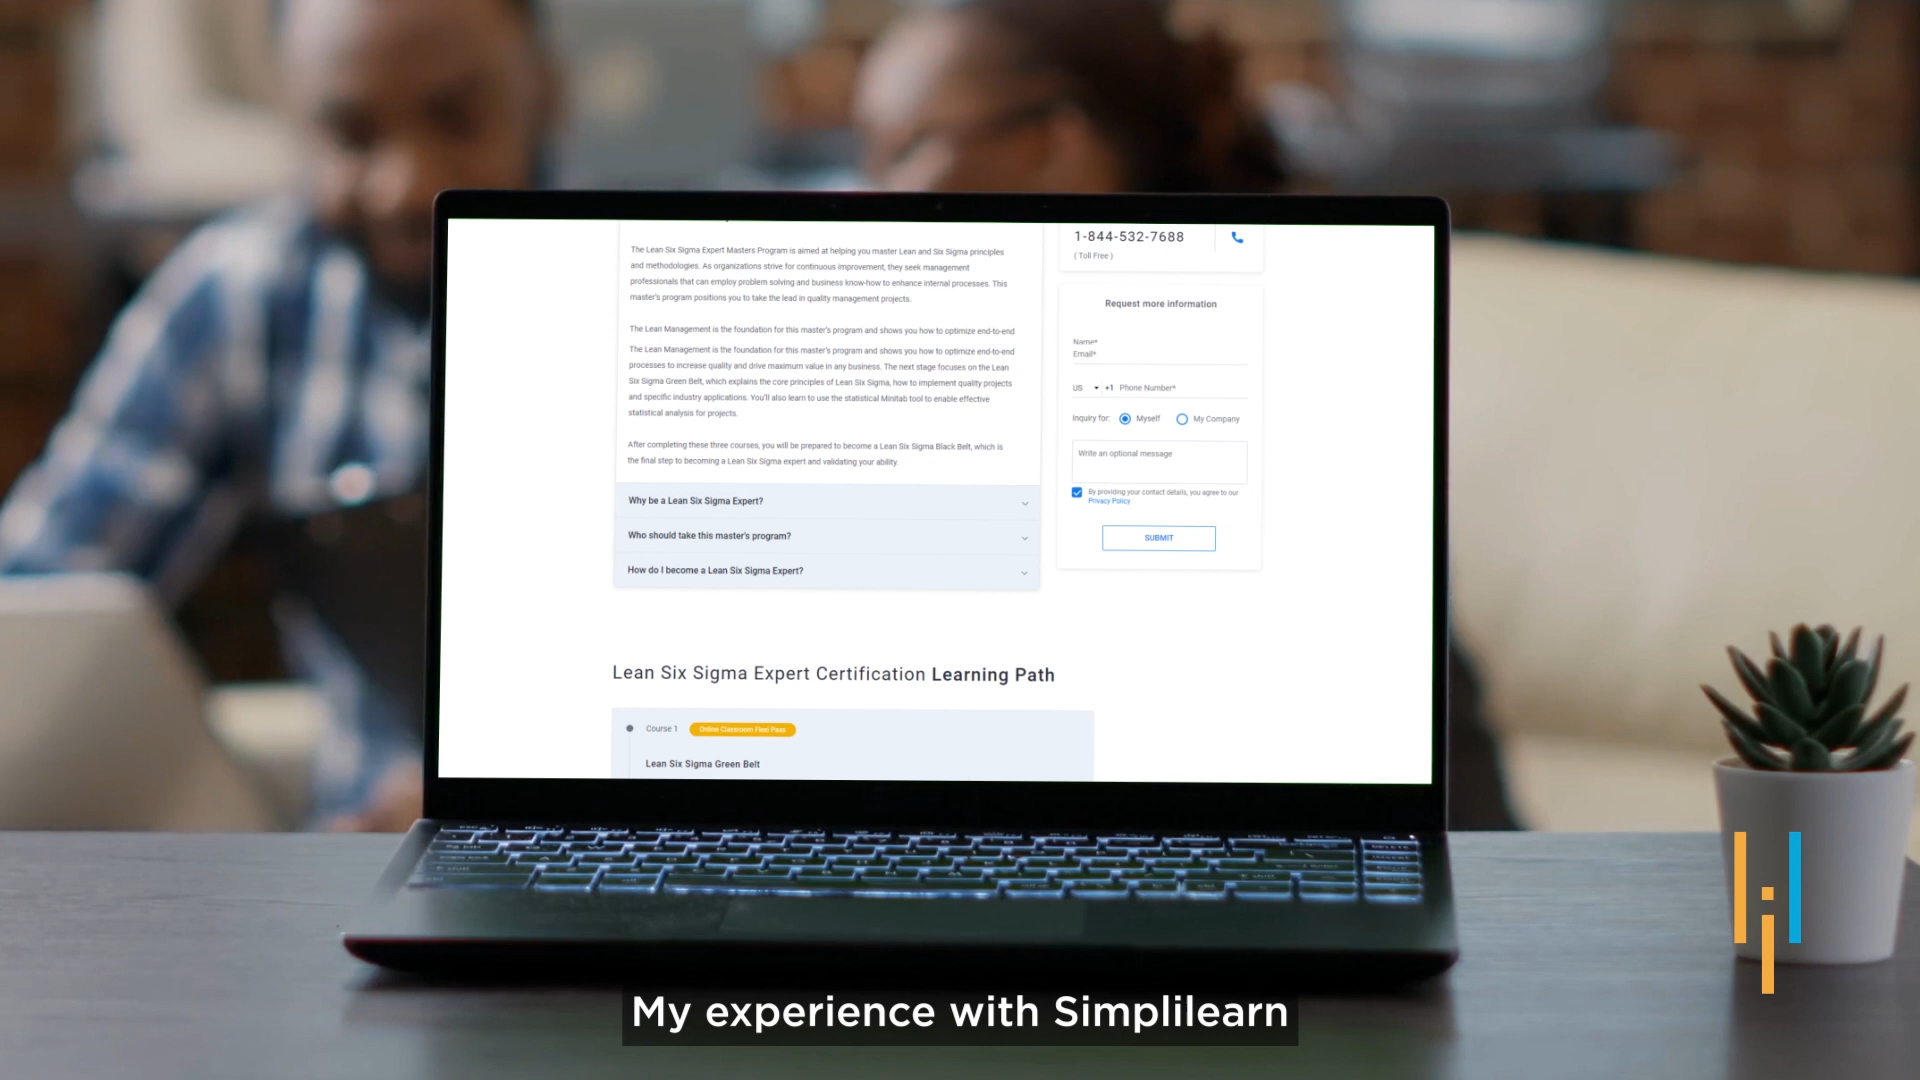 The Lean Six Sigma Expert Masters Program is aimed at helping you master Lean and Six Sigma principles
and methodologies. As organizations strive for continuous improvement, they seek management
professionals that can employ problem solving and business know-how to enhance internal processes. This
master's program positions you to take the lead in quality management projects.
The Lean Management is the foundation for this master's program and shows you how to optimize end-to-end
The Lean Management is the foundation for this master's program and shows you how to optimize end-to-end
processes to increase quality and drive maximum value in any business. The next stage focuses on the Lean
Six Sigma Green Belt, which explains the core principles of Lean Six Sigma, how to implement quality projects
and specific industry applications. You'll also learn to use the statistical Minitab tool to enable effective
statistical analysis for projects.
After completing these three courses, you will be prepared to become a Lean Six Sigma Black Belt, which is
the final step to becoming a Lean Six Sigma expert and validating your ability.
Why be a Lean Six Sigma Expert?
Who should take this master's program?
How do I become a Lean Six Sigma Expert?
1-844-532-7688
( Toll Free )
Request more information
Name*
Email*
US +1 Phone Number*
Inquiry for: Myself My Company
Write an optional message
By providing your contact details, you agree to our
Privacy Policy
SUBMIT
Lean Six Sigma Expert Certification Learning Path
Course 1 Online Classroom Flexi Pass
Lean Six Sigma Green Belt
My experience with Simplilearn